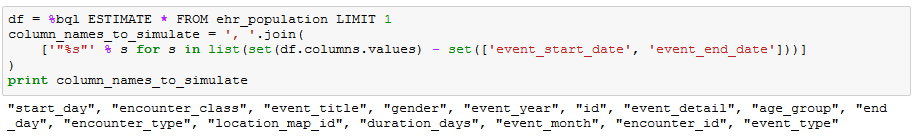 df = %bql ESTIMATE * FROM ehr_population LIMIT 1
column_names_to_simulate = ', '.join(
    ['"%s"' % s for s in list(set(df.columns.values) - set(['event_start_date', 'event_end_date']))]
)
print column_names_to_simulate
"start_day", "encounter_class", "event_title", "gender", "event_year", "id", "event_detail", "age_group", "end
_day", "encounter_type", "location_map_id", "duration_days", "event_month", "encounter_id", "event_type"